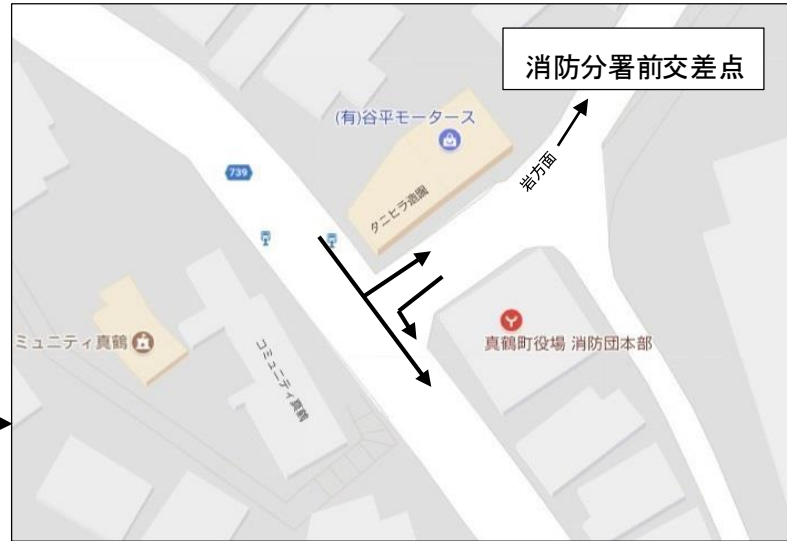 消防分署前交差点
(有)谷平モータース
岩方面
739
タニヒラ造園
ミュニティ真鶴
コミュニティ真鶴
真鶴町役場 消防団本部